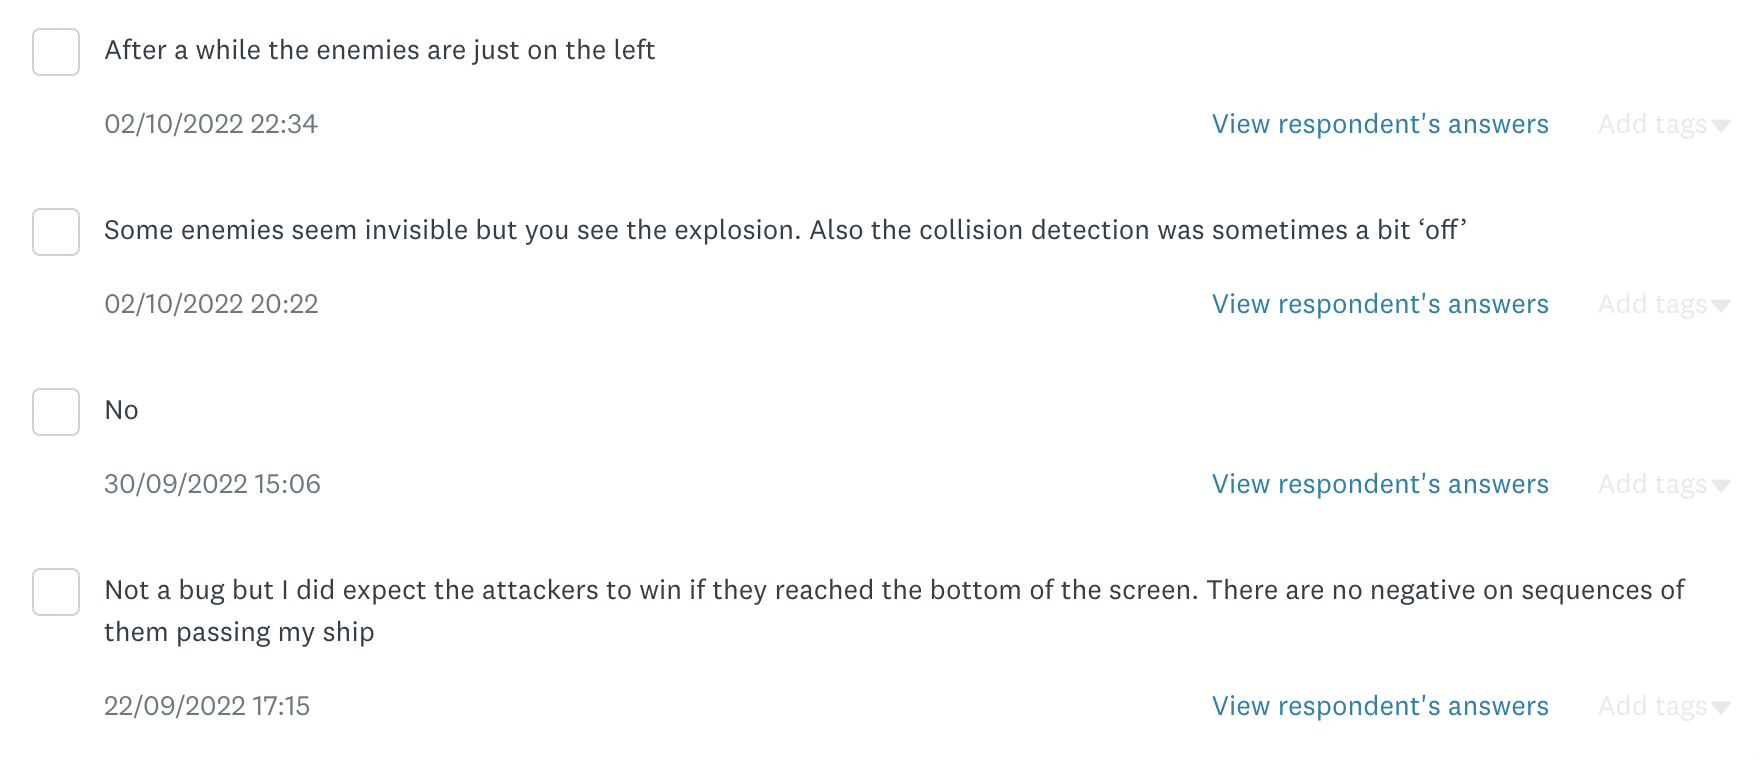 After a while the enemies are just on the left
02/10/2022 22:34 View respondent's answers Add tags
Some enemies seem invisible but you see the explosion. Also the collision detection was sometimes a bit ‘off’
02/10/2022 20:22 View respondent's answers Add tags
No
30/09/2022 15:06 View respondent's answers Add tags
Not a bug but I did expect the attackers to win if they reached the bottom of the screen. There are no negative on sequences of
them passing my ship
22/09/2022 17:15 View respondent's answers Add tags